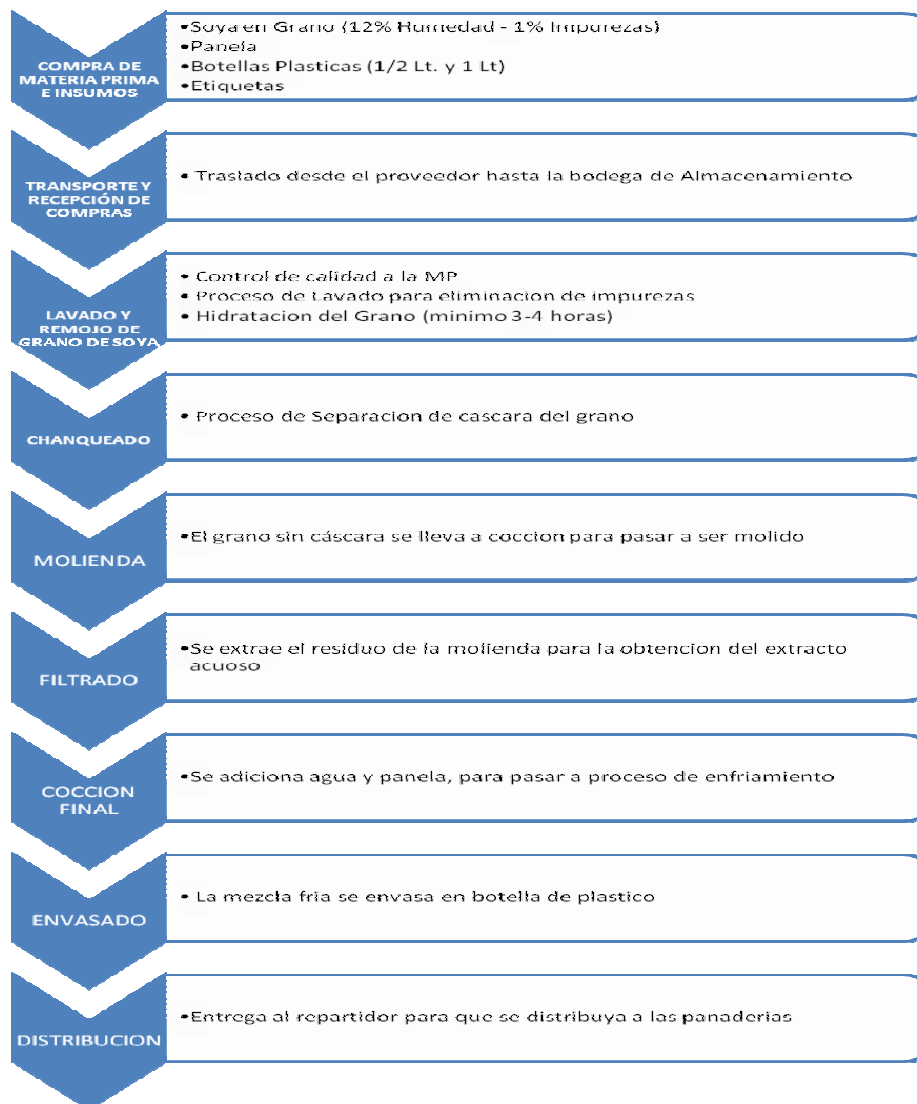 COMPRA DE
MATERIA PRIMA
E INSUMOS
•Soya en Grano (12% Humedad - 1% Impurezas)
•Panela
•Botellas Plasticas (1/2 Lt. y 1 Lt)
•Etiquetas
TRANSPORTE Y
RECEPCIÓN DE
COMPRAS
• Traslado desde el proveedor hasta la bodega de Almacenamiento
LAVADO Y
REMOJO DE
GRANO DE SOYA
• Control de calidad a la MP
• Proceso de Lavado para eliminacion de impurezas
• Hidratacion del Grano (minimo 3-4 horas)
CHANQUEADO
• Proceso de Separacion de cascara del grano
MOLIENDA
•El grano sin cáscara se lleva a coccion para pasar a ser molido
FILTRADO
•Se extrae el residuo de la molienda para la obtencion del extracto
acuoso
COCCION
FINAL
•Se adiciona agua y panela, para pasar a proceso de enfriamiento
ENVASADO
• La mezcla fria se envasa en botella de plastico
DISTRIBUCION
•Entrega al repartidor para que se distribuya a las panaderias